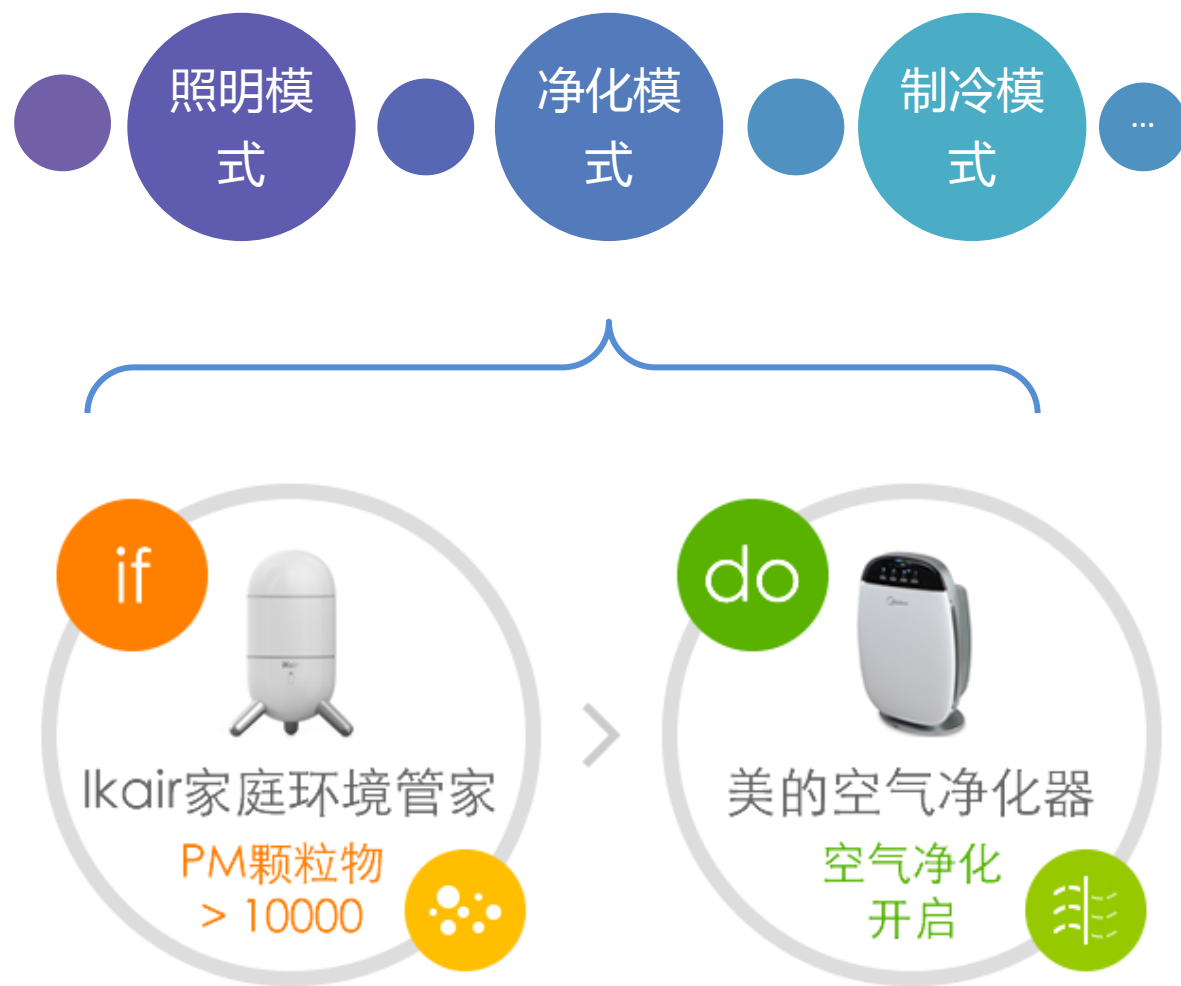 照明模
式
净化模
式
制冷模
式
...
if
do
Midea
Ikair家庭环境管家
美的空气净化器
PM颗粒物
> 10000
空气净化
开启